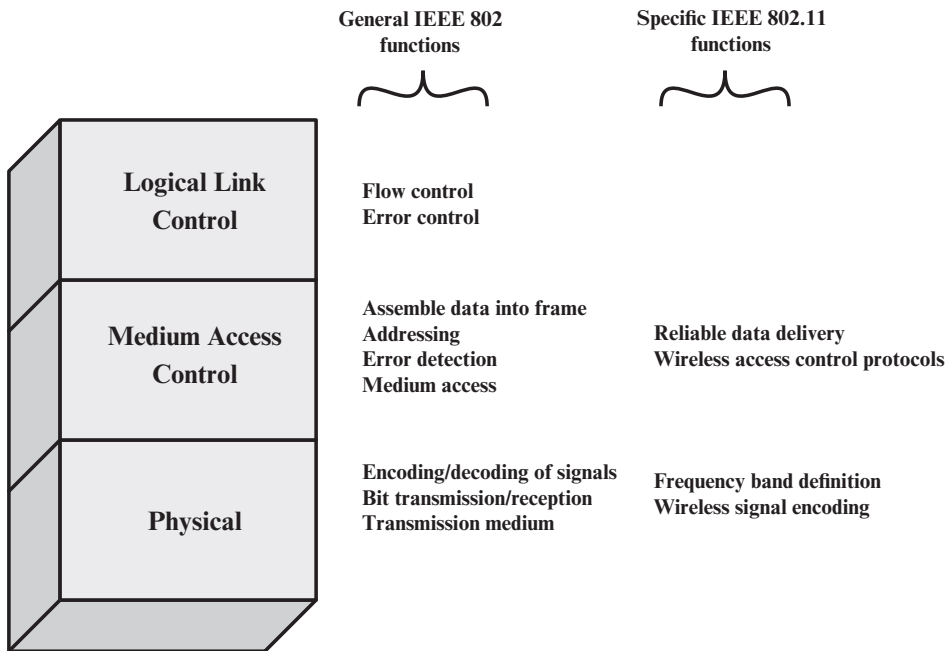 General IEEE 802
functions
Specific IEEE 802.11
functions
Logical Link
Control
Flow control
Error control
Medium Access
Control
Assemble data into frame
Addressing
Error detection
Medium access
Reliable data delivery
Wireless access control protocols
Physical
Encoding/decoding of signals
Bit transmission/reception
Transmission medium
Frequency band definition
Wireless signal encoding